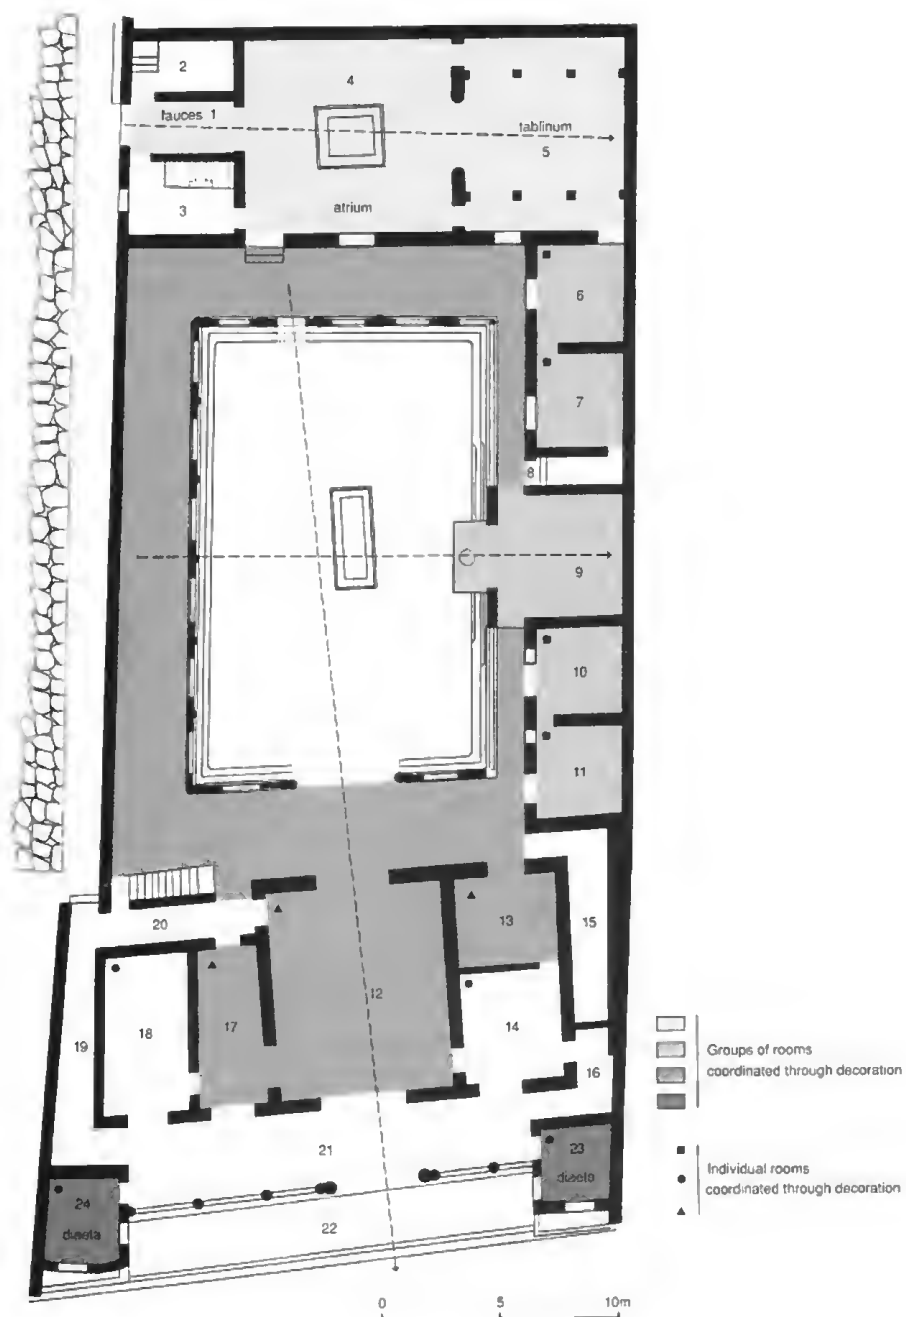 2
4
fauces 1
tablinum
5
3
atrium
6
7
8
9
10
11
20
13
15
12
18
17
14
19
16
21
23
diaeta
24
diaeta
22
Groups of rooms
coordinated through decoration
Individual rooms
coordinated through decoration
0 5 10m